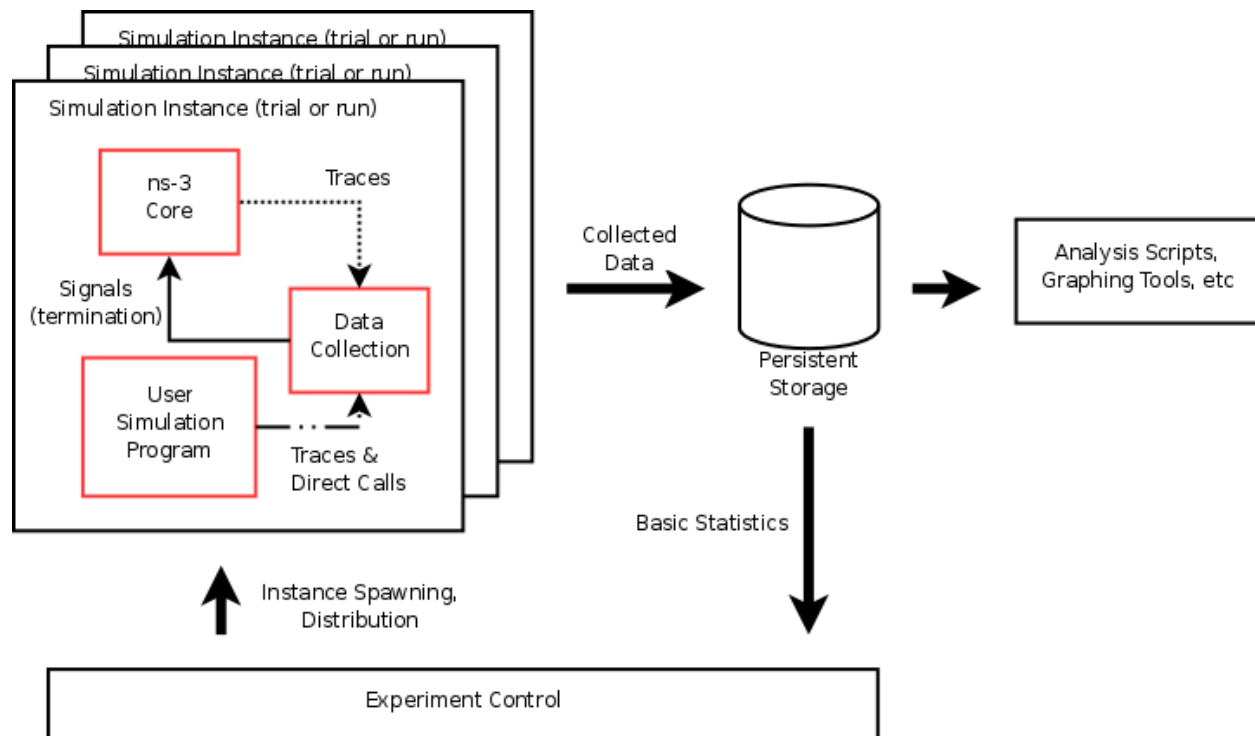 Simulation Instance (trial or run)
Simulation Instance (trial or run)
Simulation Instance (trial or run)
ns-3
Core
Traces
Signals
(termination)
Data
Collection
User
Simulation
Program
Traces &
Direct Calls
Collected
Data
Persistent
Storage
Analysis Scripts,
Graphing Tools, etc
Basic Statistics
Instance Spawning,
Distribution
Experiment Control